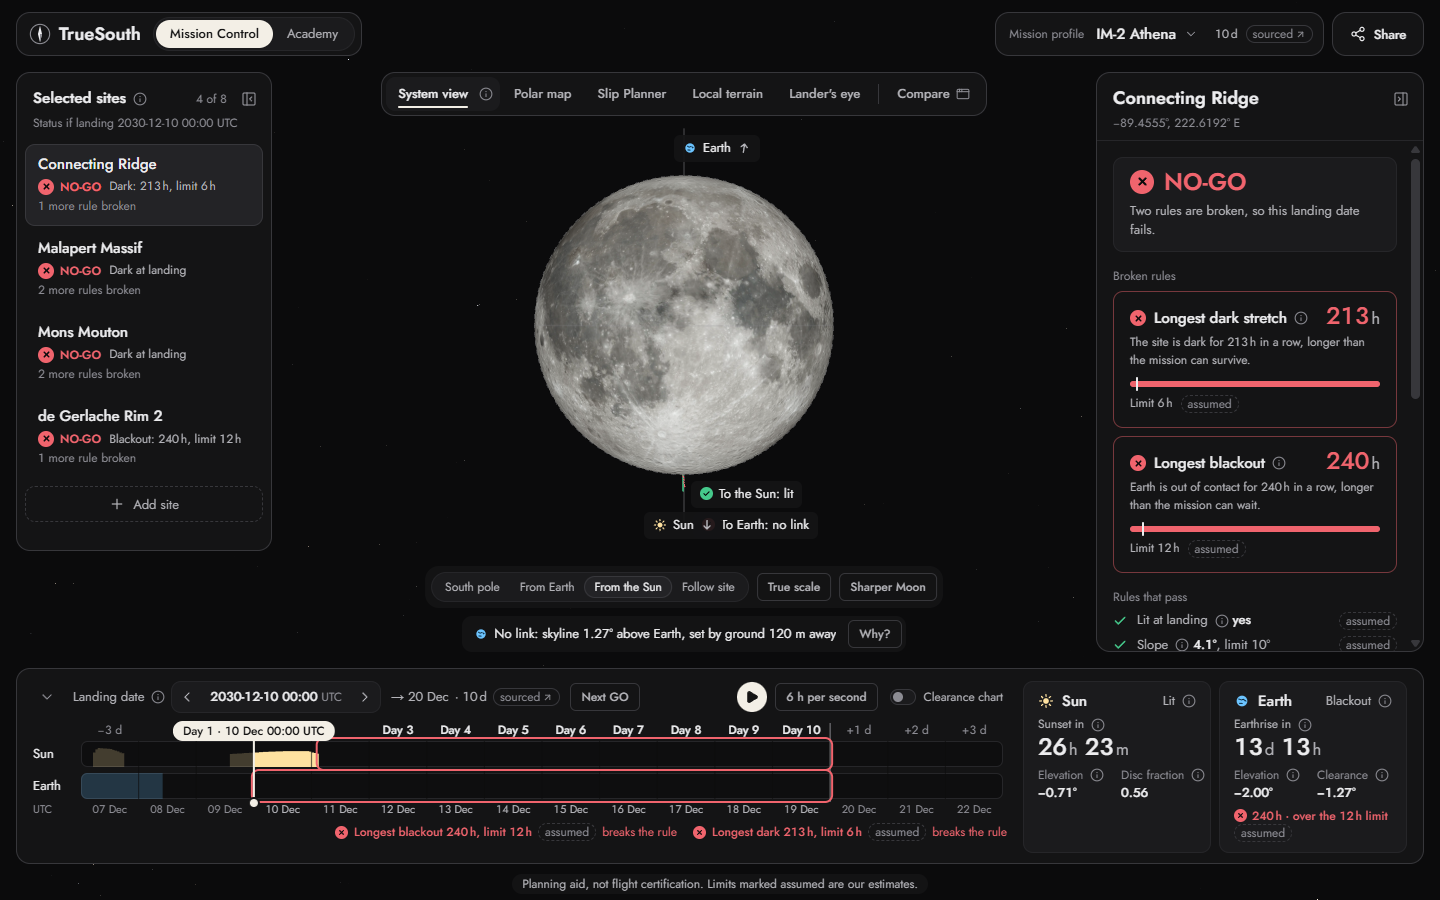 TrueSouth
Mission Control
Academy
Mission profile IM-2 Athena 10 d sourced ↗
Share
Selected sites 4 of 8
Status if landing 2030-12-10 00:00 UTC
Connecting Ridge
NO-GO Dark: 213 h, limit 6 h
1 more rule broken
Malapert Massif
NO-GO Dark at landing
2 more rules broken
Mons Mouton
NO-GO Dark at landing
2 more rules broken
de Gerlache Rim 2
NO-GO Blackout: 240 h, limit 12 h
1 more rule broken
+ Add site
System view Polar map Slip Planner Local terrain Lander's eye Compare
Earth ↑
To the Sun: lit
Sun ↓ To Earth: no link
South pole From Earth From the Sun Follow site True scale Sharper Moon
No link: skyline 1.27° above Earth, set by ground 120 m away Why?
Connecting Ridge
−89.4555°, 222.6192° E
NO-GO
Two rules are broken, so this landing date
fails.
Broken rules
Longest dark stretch 213 h
The site is dark for 213 h in a row, longer than
the mission can survive.
Limit 6 h assumed
Longest blackout 240 h
Earth is out of contact for 240 h in a row, longer
than the mission can wait.
Limit 12 h assumed
Rules that pass
Lit at landing yes assumed
Slope 4.1°, limit 10° assumed
Landing date 2030-12-10 00:00 UTC → 20 Dec · 10 d sourced ↗ Next GO
6 h per second Clearance chart
−3 d Day 1 · 10 Dec 00:00 UTC Day 3 Day 4 Day 5 Day 6 Day 7 Day 8 Day 9 Day 10 +1 d +2 d +3 d
Sun
Earth
UTC 07 Dec 08 Dec 09 Dec 10 Dec 11 Dec 12 Dec 13 Dec 14 Dec 15 Dec 16 Dec 17 Dec 18 Dec 19 Dec 20 Dec 21 Dec 22 Dec
Longest blackout 240 h, limit 12 h assumed breaks the rule Longest dark 213 h, limit 6 h assumed breaks the rule
Sun Lit
Sunset in
26 h 23 m
Elevation Disc fraction
−0.71° 0.56
Earth Blackout
Earthrise in
13 d 13 h
Elevation Clearance
−2.00° −1.27°
240 h · over the 12 h limit
assumed
Planning aid, not flight certification. Limits marked assumed are our estimates.